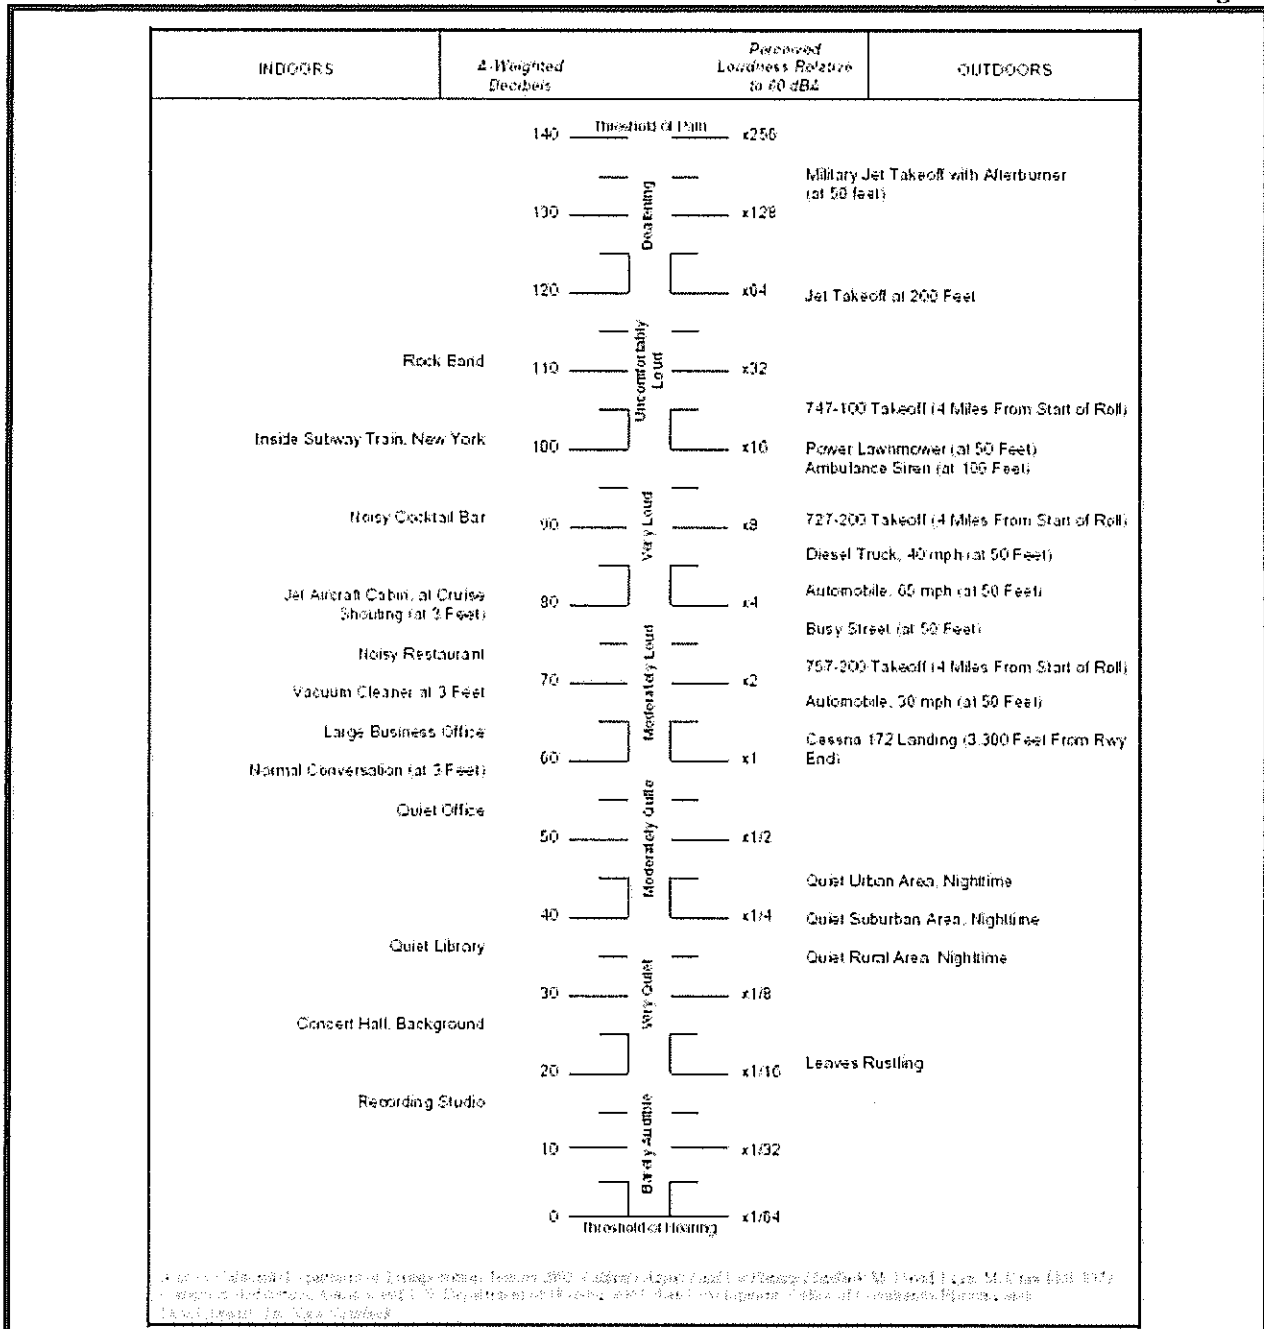 INDOORS
A-Weighted
Decibels
Perceived
Loudness Relative
to 60 dBA
OUTDOORS
140 Threshold of Pain x256
Military Jet Takeoff with Afterburner
(at 50 feet)
Deafening
130 x128
120 x64
Jet Takeoff at 200 Feet
Uncomfortably
Loud
Rock Band 110 x32
747-100 Takeoff (4 Miles From Start of Roll)
Inside Subway Train, New York 100 x16
Power Lawnmower (at 50 Feet)
Ambulance Siren (at 100 Feet)
Very Loud
Noisy Cocktail Bar 90 x8 727-200 Takeoff (4 Miles From Start of Roll)
Diesel Truck, 40 mph (at 50 Feet)
Jet Aircraft Cabin, at Cruise
Shouting (at 3 Feet)
80 x4 Automobile, 65 mph (at 50 Feet)
Busy Street (at 50 Feet)
Moderately Loud
Noisy Restaurant
757-200 Takeoff (4 Miles From Start of Roll)
70 x2
Vacuum Cleaner at 3 Feet
Automobile, 30 mph (at 50 Feet)
Large Business Office
Cessna 172 Landing (3,300 Feet From Rwy
End)
60 x1
Normal Conversation (at 3 Feet)
Quiet Office
Moderately Quite
50 x1/2
Quiet Urban Area, Nighttime
40 x1/4 Quiet Suburban Area, Nighttime
Quiet Library
Quiet Rural Area, Nighttime
Very Quiet
30 x1/8
Concert Hall, Background
20 x1/16 Leaves Rustling
Recording Studio
Barely Audible
10 x1/32
0 Threshold of Hearing x1/64